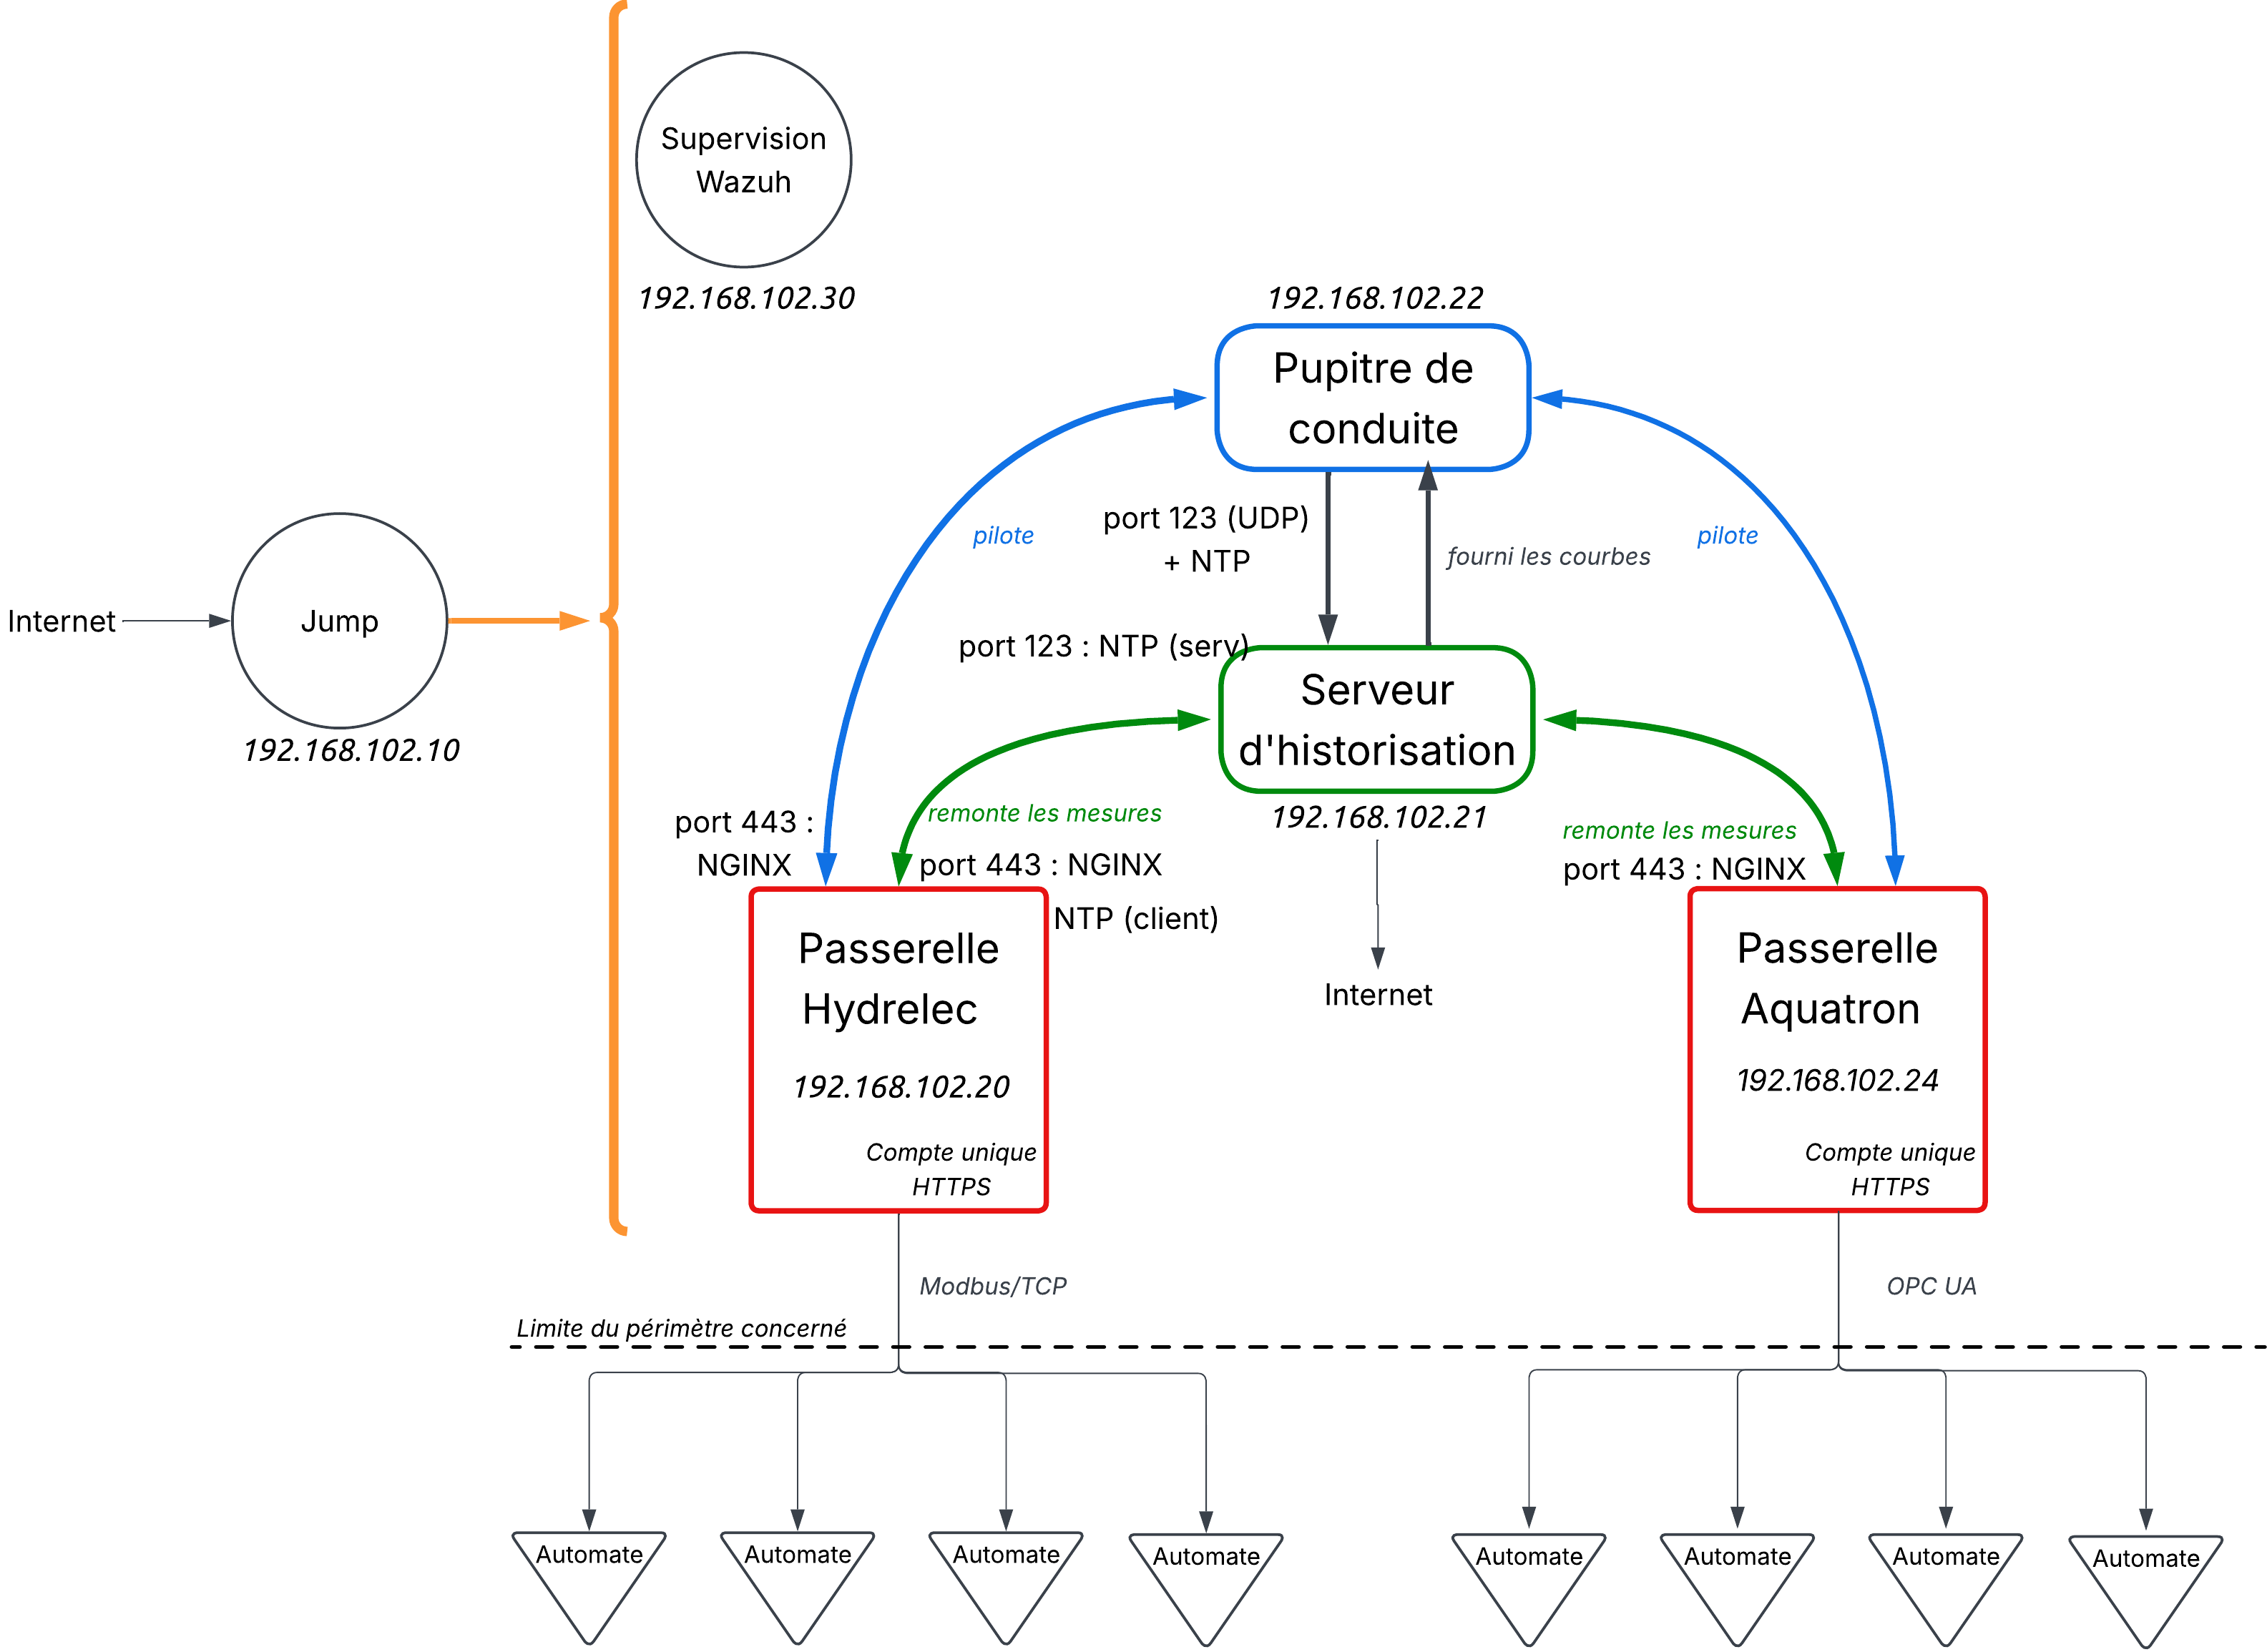 Supervision
Wazuh
192.168.102.30
192.168.102.22
Pupitre de
conduite
pilote
port 123 (UDP)
+ NTP
fourni les courbes
pilote
Internet
Jump
192.168.102.10
port 123 : NTP (serv)
Serveur
d'historisation
192.168.102.21
Internet
port 443 :
NGINX
remonte les mesures
port 443 : NGINX
NTP (client)
remonte les mesures
port 443 : NGINX
Passerelle
Hydrelec
192.168.102.20
Compte unique
HTTPS
Passerelle
Aquatron
192.168.102.24
Compte unique
HTTPS
Modbus/TCP
OPC UA
Limite du périmètre concerné
Automate
Automate
Automate
Automate
Automate
Automate
Automate
Automate